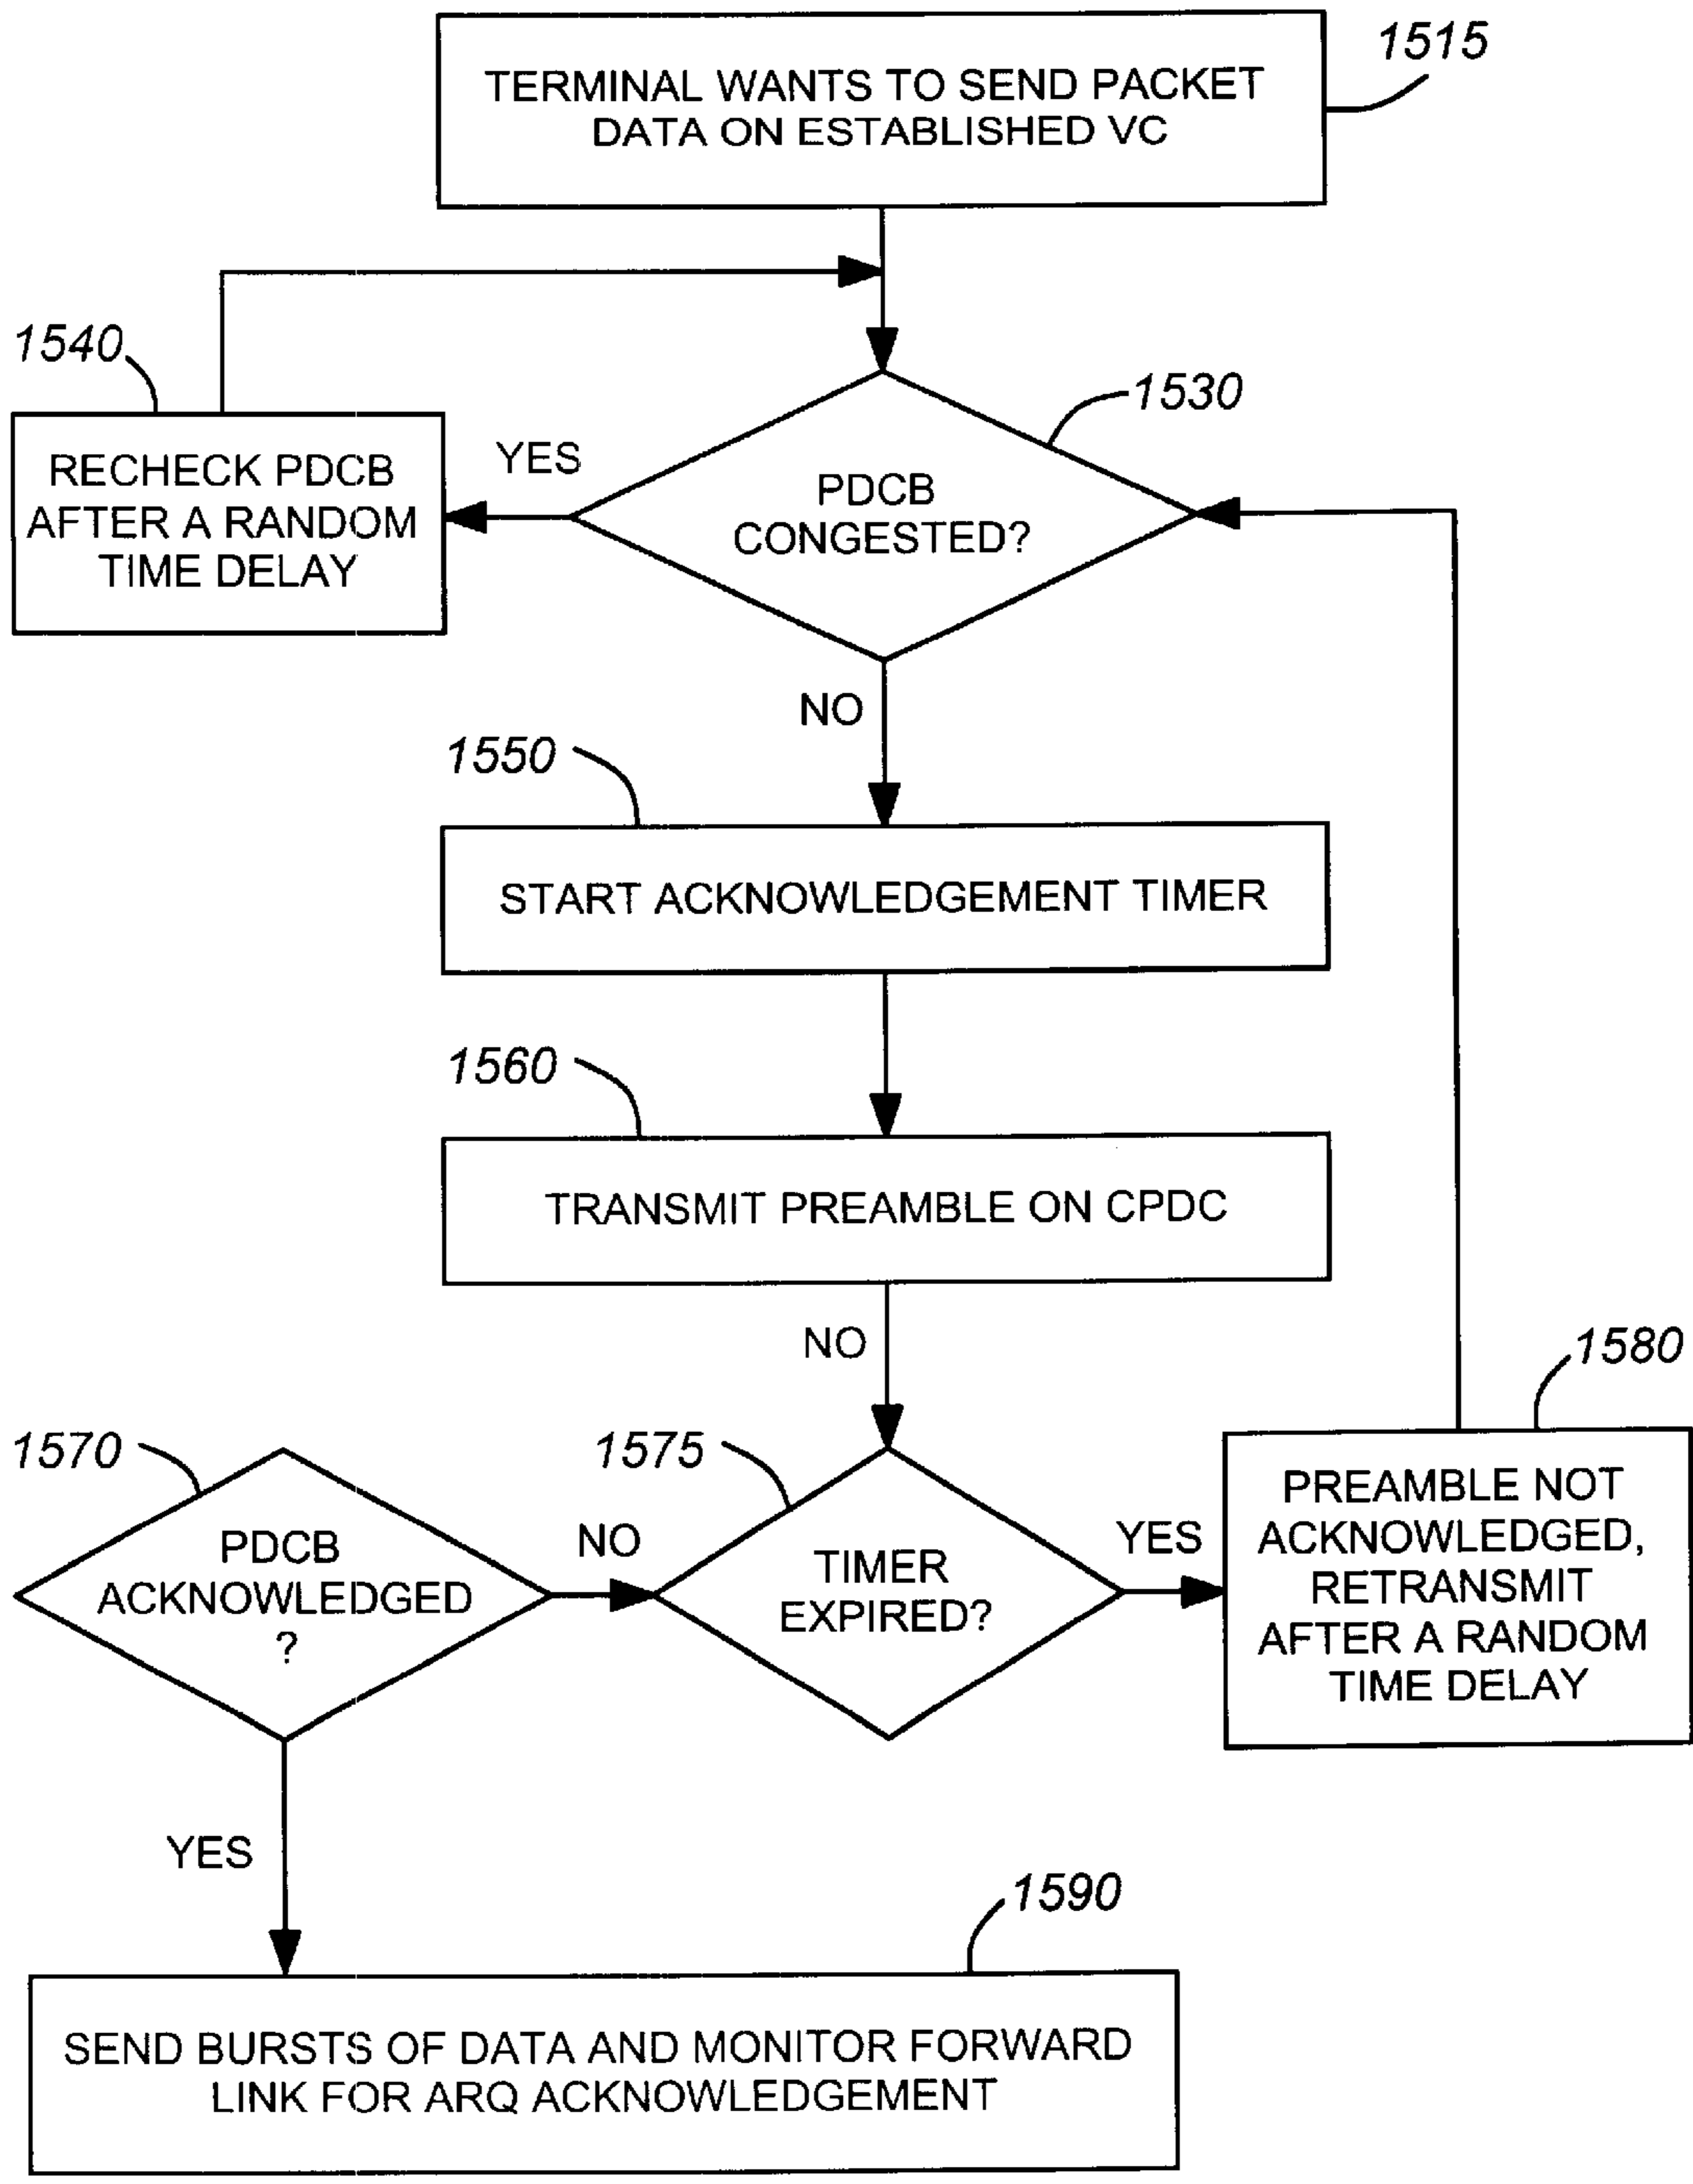 1515
TERMINAL WANTS TO SEND PACKET
DATA ON ESTABLISHED VC
1540
1530
RECHECK PDCB
AFTER A RANDOM
TIME DELAY
YES
PDCB
CONGESTED?
NO
1550
START ACKNOWLEDGEMENT TIMER
1560
TRANSMIT PREAMBLE ON CPDC
NO
1570
PDCB
ACKNOWLEDGED
?
NO
1575
TIMER
EXPIRED?
YES
1580
PREAMBLE NOT
ACKNOWLEDGED,
RETRANSMIT
AFTER A RANDOM
TIME DELAY
YES
1590
SEND BURSTS OF DATA AND MONITOR FORWARD
LINK FOR ARQ ACKNOWLEDGEMENT